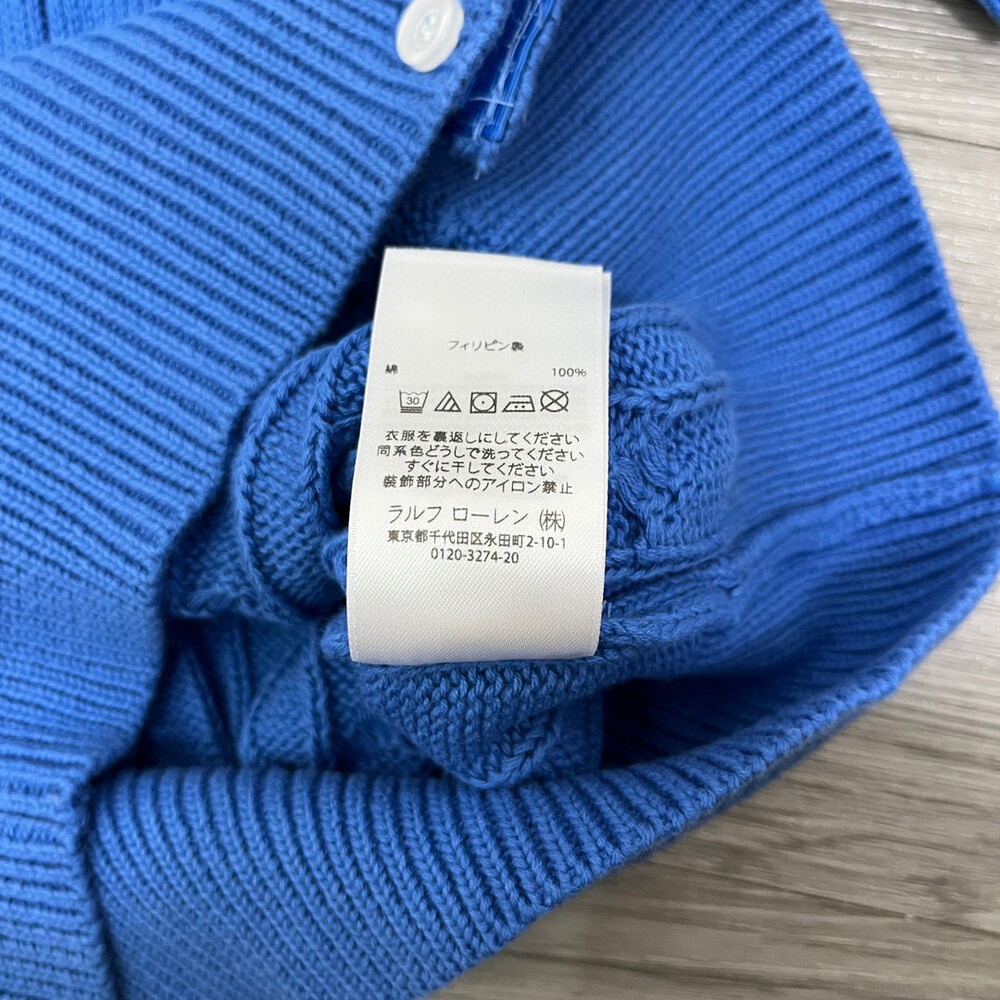 フィリピン製
綿 100%
30
衣服を裏返しにしてください
同系色どうしで洗ってください
すぐに干してください
装飾部分へのアイロン禁止
ラルフ ローレン (株)
東京都千代田区永田町2-10-1
0120-3274-20